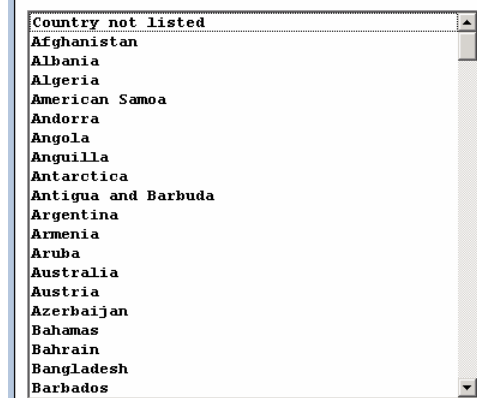 Country not listed
Afghanistan
Albania
Algeria
American Samoa
Andorra
Angola
Anguilla
Antarctica
Antigua and Barbuda
Argentina
Armenia
Aruba
Australia
Austria
Azerbaijan
Bahamas
Bahrain
Bangladesh
Barbados